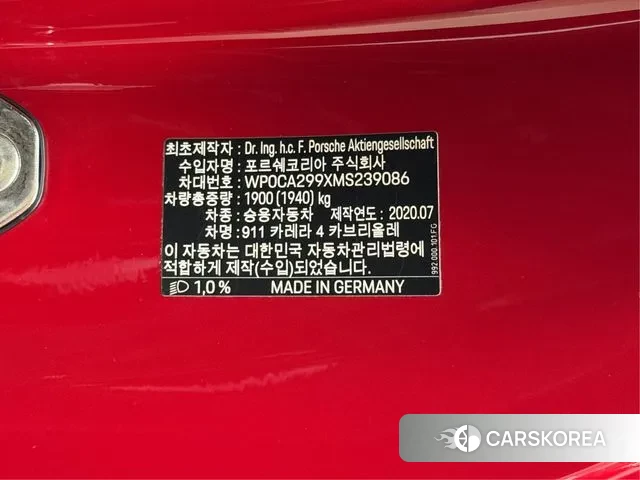 최초제작자 : Dr. Ing. h.c. F. Porsche Aktiengesellschaft
수입자명 : 포르쉐코리아 주식회사
차대번호 : WP0CA299XMS239086
차량총중량 : 1900 (1940) kg
차종 : 승용자동차 제작연도 : 2020.07
차명 : 911 카레라 4 카브리올레
이 자동차는 대한민국 자동차관리법령에
적합하게 제작(수입)되었습니다.
1,0 % MADE IN GERMANY
992.000.101.FG
CARSKOREA